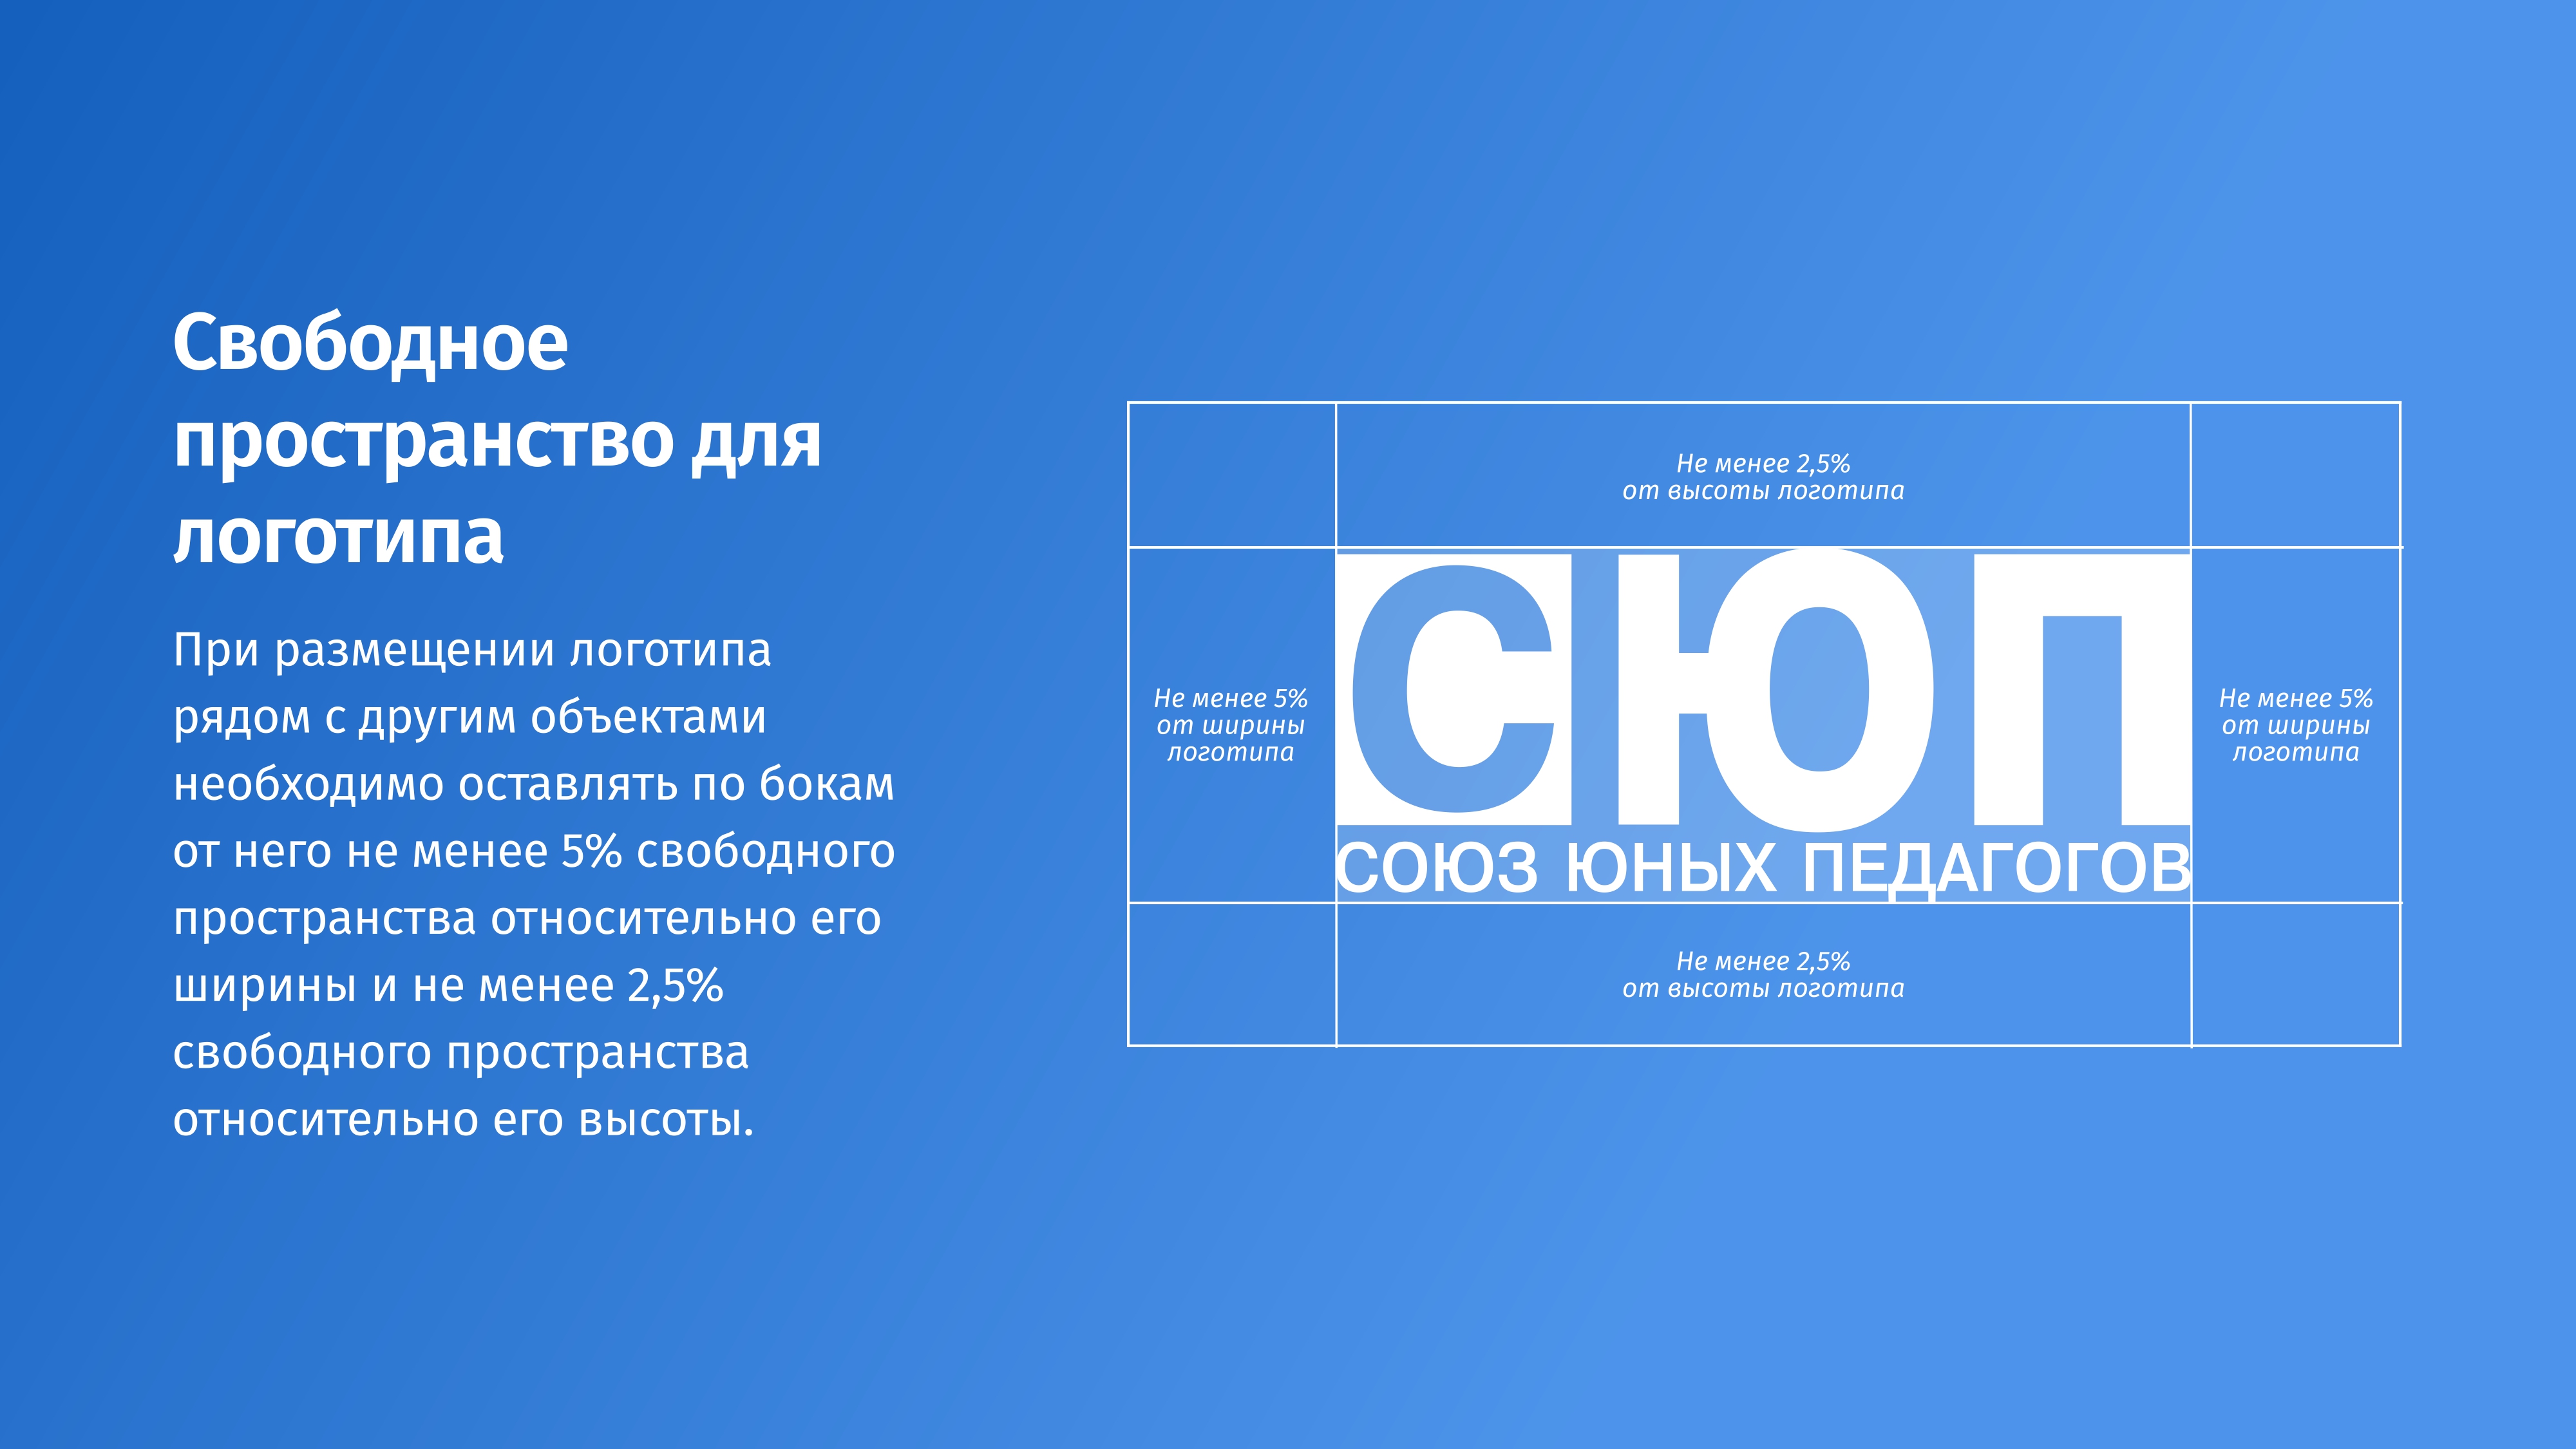 Свободное
пространство для
логотипа
При размещении логотипа
рядом с другим объектами
необходимо оставлять по бокам
от него не менее 5% свободного
пространства относительно его
ширины и не менее 2,5%
свободного пространства
относительно его высоты.
Не менее 2,5%
от высоты логотипа
Не менее 5%
от ширины
логотипа
СЮП
СОЮЗ ЮНЫХ ПЕДАГОГОВ
Не менее 5%
от ширины
логотипа
Не менее 2,5%
от высоты логотипа